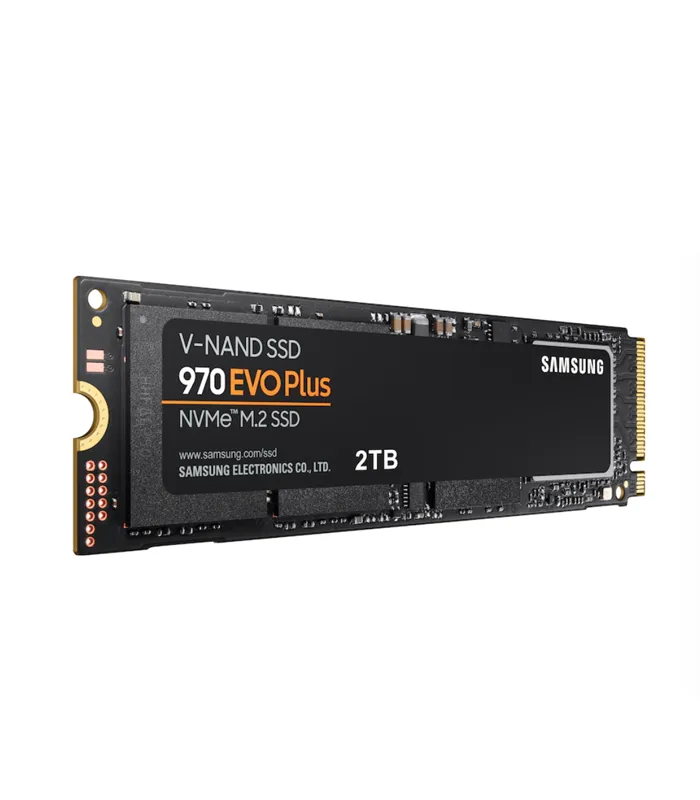 V-NAND SSD
970 EVO Plus
NVMe™ M.2 SSD
www.samsung.com/ssd
SAMSUNG ELECTRONICS CO., LTD.
2TB
SAMSUNG